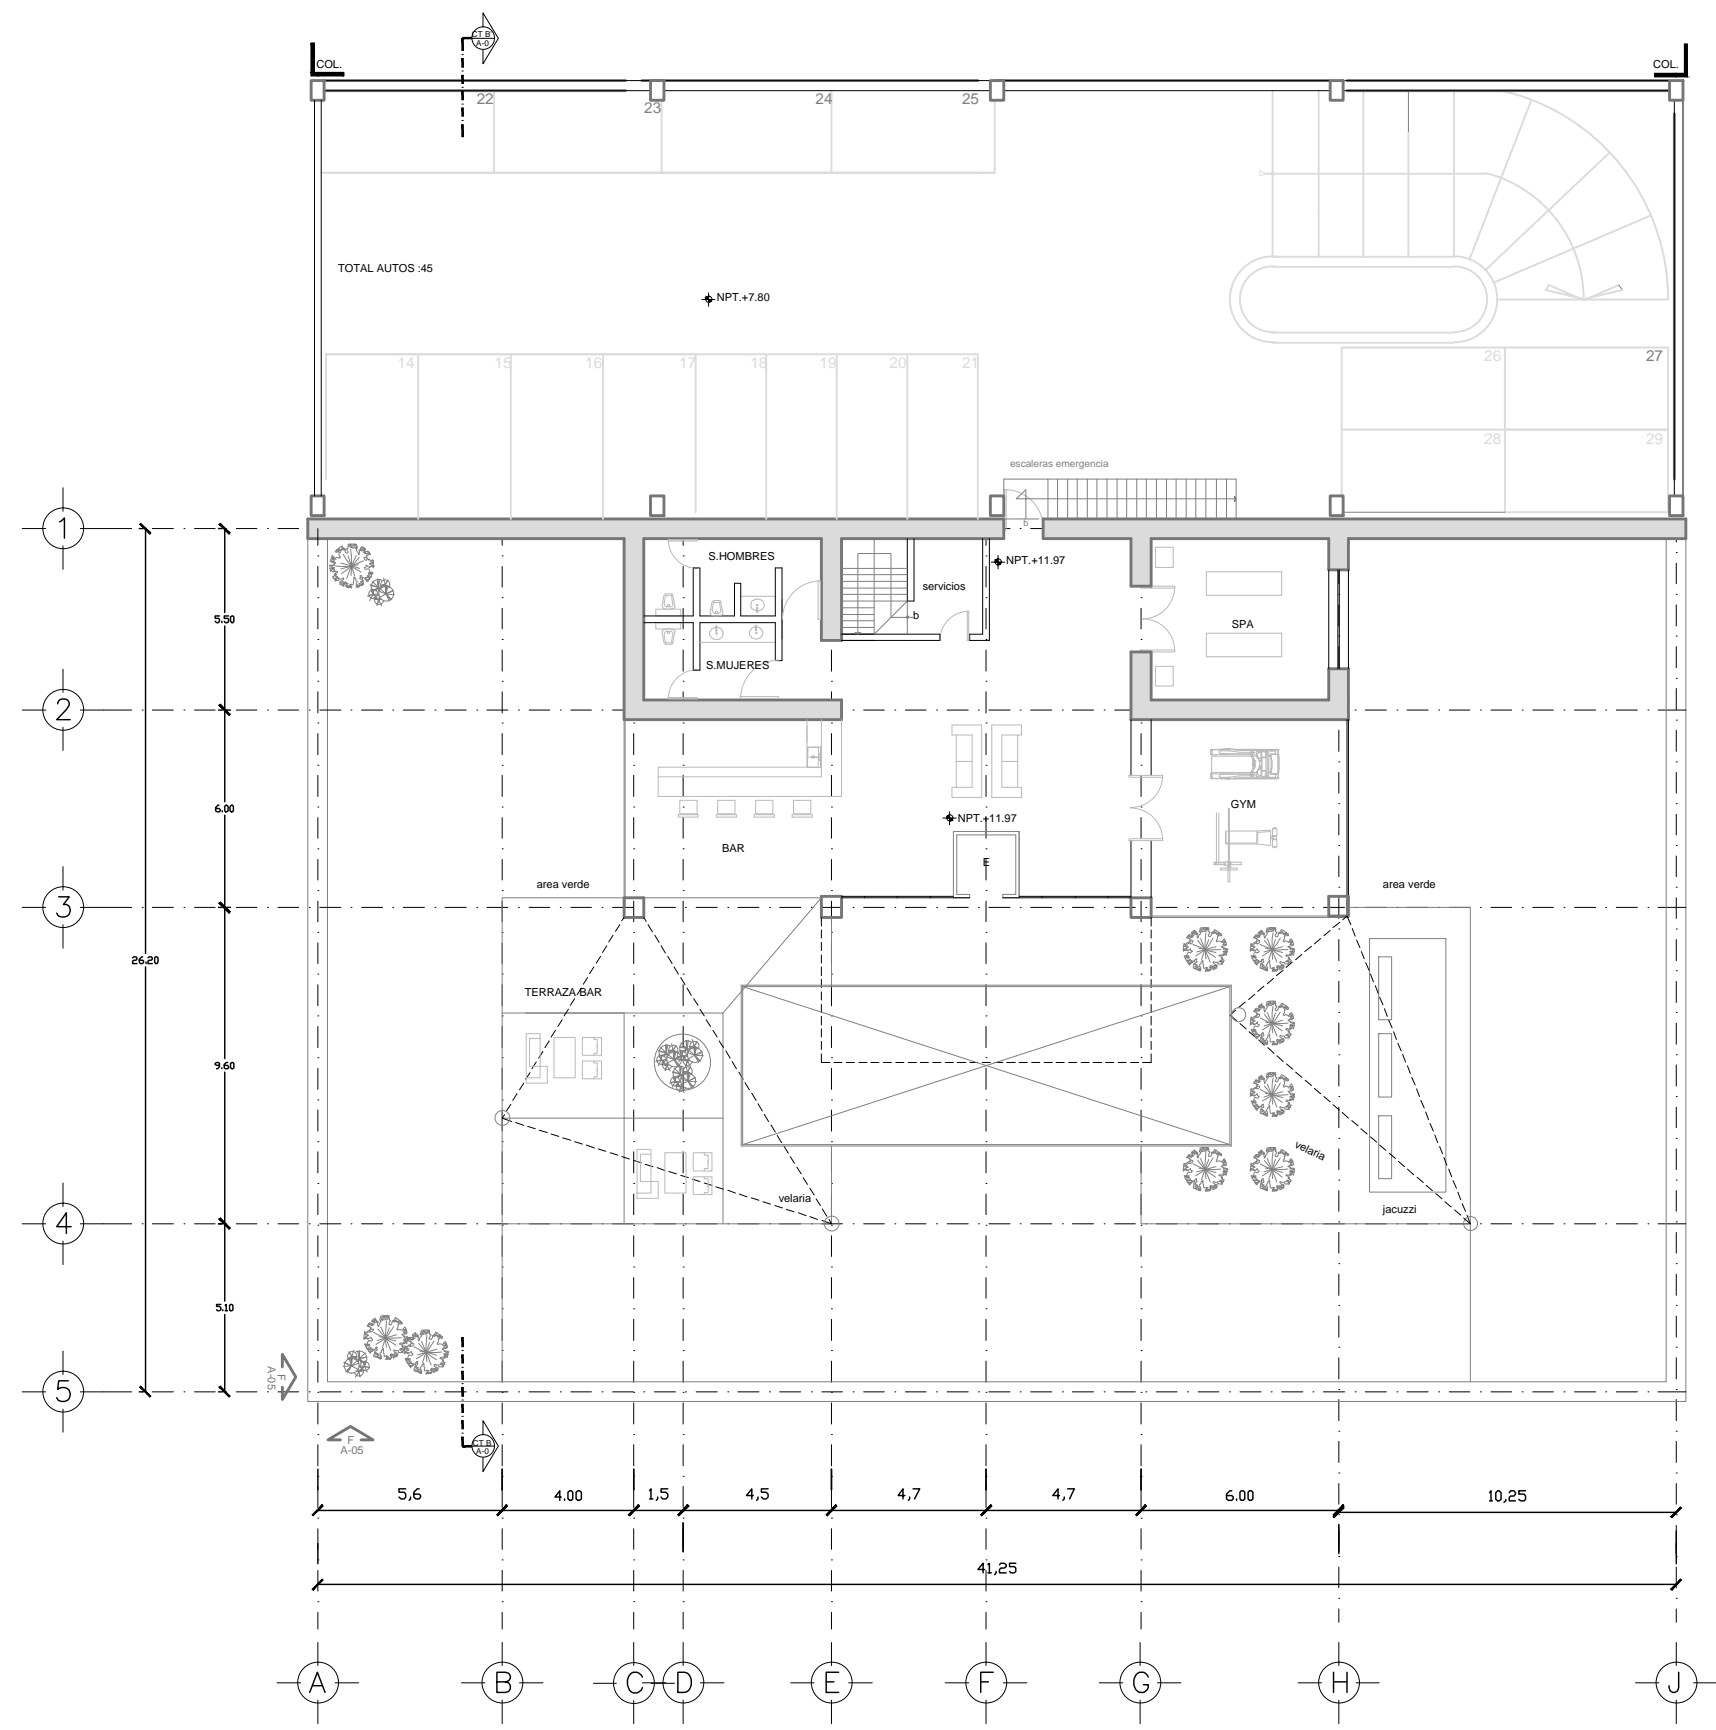 CT B'
A-0
COL.
COL.
22
23
24
25
TOTAL AUTOS :45
NPT.+7.80
14
15
16
17
18
19
20
21
26
27
28
29
escaleras emergencia
b
1
S.HOMBRES
NPT.+11.97
servicios
b
SPA
5.50
S.MUJERES
2
6.00
GYM
NPT.+11.97
BAR
E
area verde
area verde
3
26.20
TERRAZA BAR
9.60
velaria
velaria
jacuzzi
4
5.10
F
A-05
5
F
A-05
CT B'
A-0
5,6
4.00
1,5
4,5
4,7
4,7
6.00
10,25
41,25
A
B
C
D
E
F
G
H
J